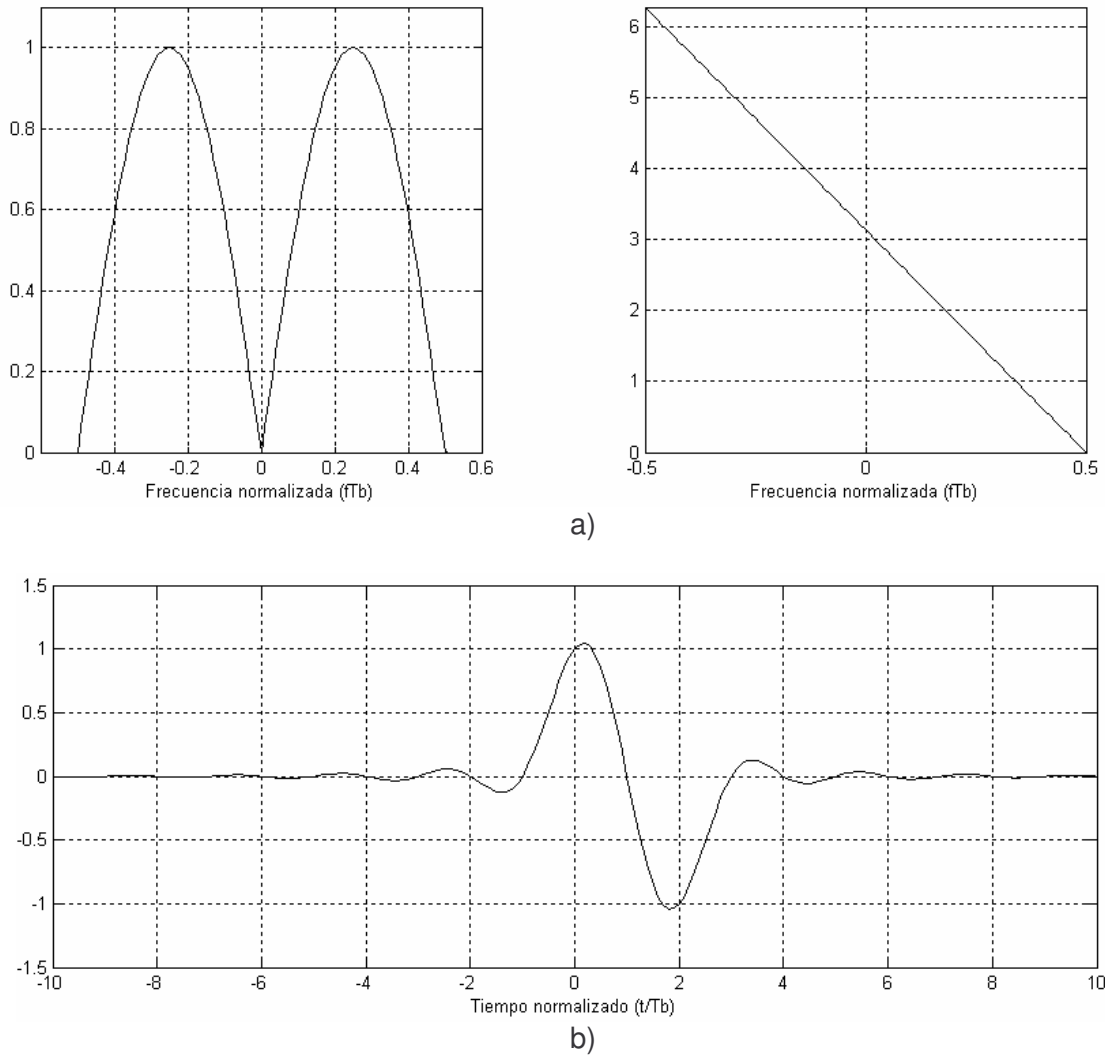 1
0.8
0.6
0.4
0.2
0
-0.4 -0.2 0 0.2 0.4 0.6
Frecuencia normalizada (fTb)
6
5
4
3
2
1
0
-0.5 0 0.5
Frecuencia normalizada (fTb)
a)
1.5
1
0.5
0
-0.5
-1
-1.5
-10 -8 -6 -4 -2 0 2 4 6 8 10
Tiempo normalizado (t/Tb)
b)